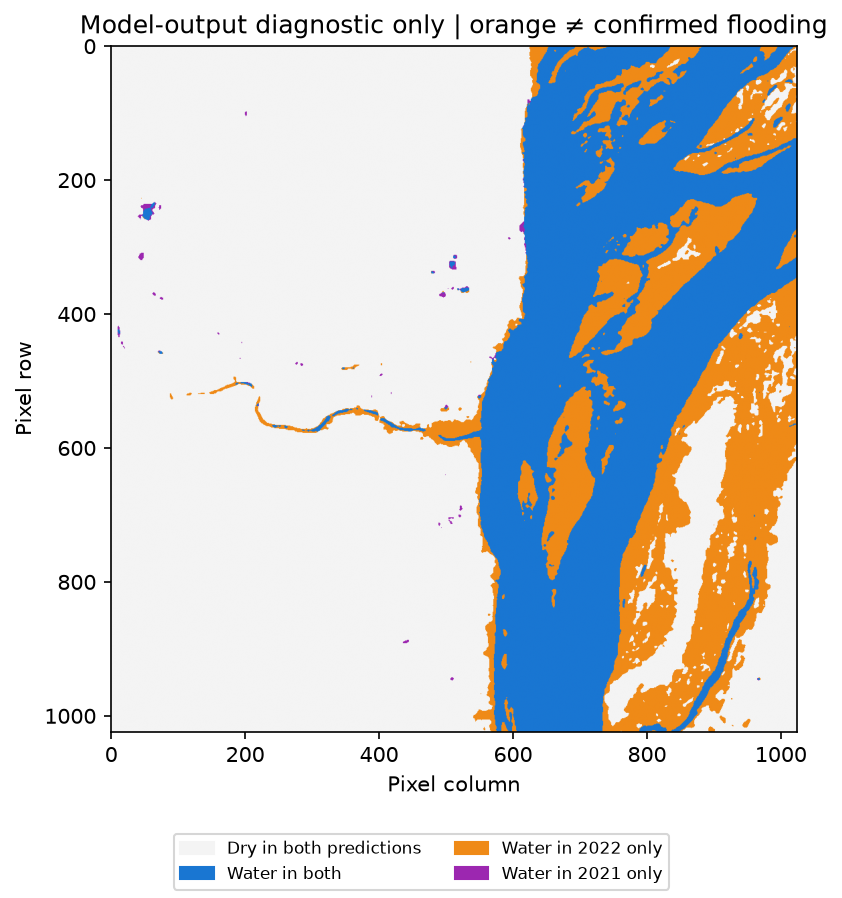 Model-output diagnostic only | orange ≠ confirmed flooding
0
200
400
600
800
1000
Pixel row
0 200 400 600 800 1000
Pixel column
Dry in both predictions
Water in both
Water in 2022 only
Water in 2021 only